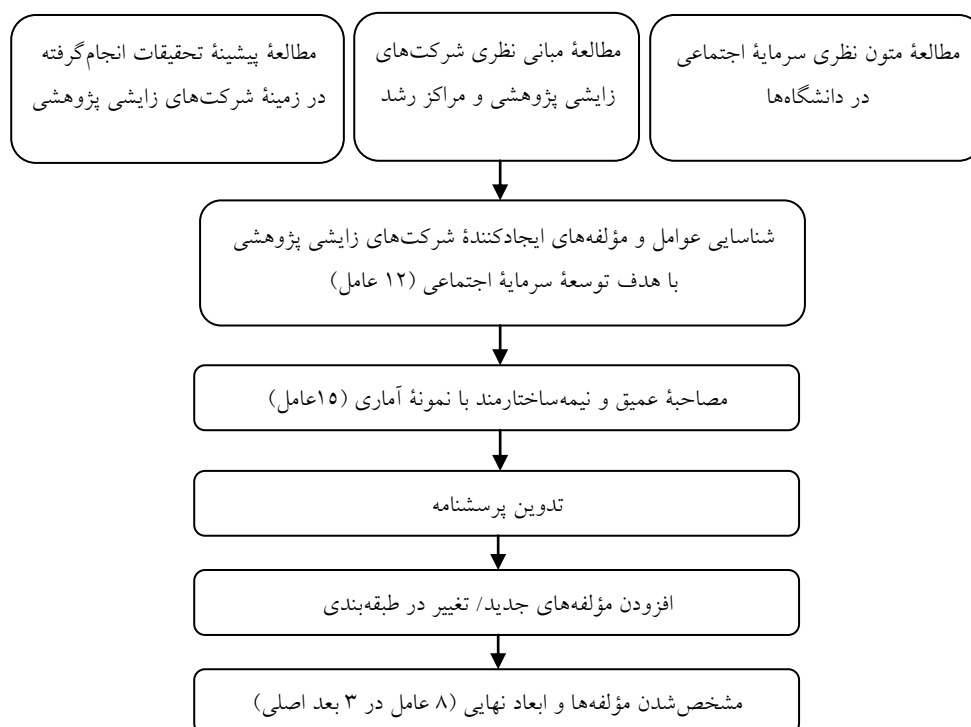 مطالعهٔ متون نظری سرمایهٔ اجتماعی
در دانشگاه‌ها
مطالعهٔ مبانی نظری شرکت‌های
زایشی پژوهشی و مراکز رشد
مطالعهٔ پیشینهٔ تحقیقات انجام‌گرفته
در زمینهٔ شرکت‌های زایشی پژوهشی
شناسایی عوامل و مؤلفه‌های ایجادکنندهٔ شرکت‌های زایشی پژوهشی
با هدف توسعهٔ سرمایهٔ اجتماعی (۱۲ عامل)
مصاحبهٔ عمیق و نیمه‌ساختارمند با نمونهٔ آماری (۱۵عامل)
تدوین پرسشنامه
افزودن مؤلفه‌های جدید/ تغییر در طبقه‌بندی
مشخص‌شدن مؤلفه‌ها و ابعاد نهایی (۸ عامل در ۳ بعد اصلی)